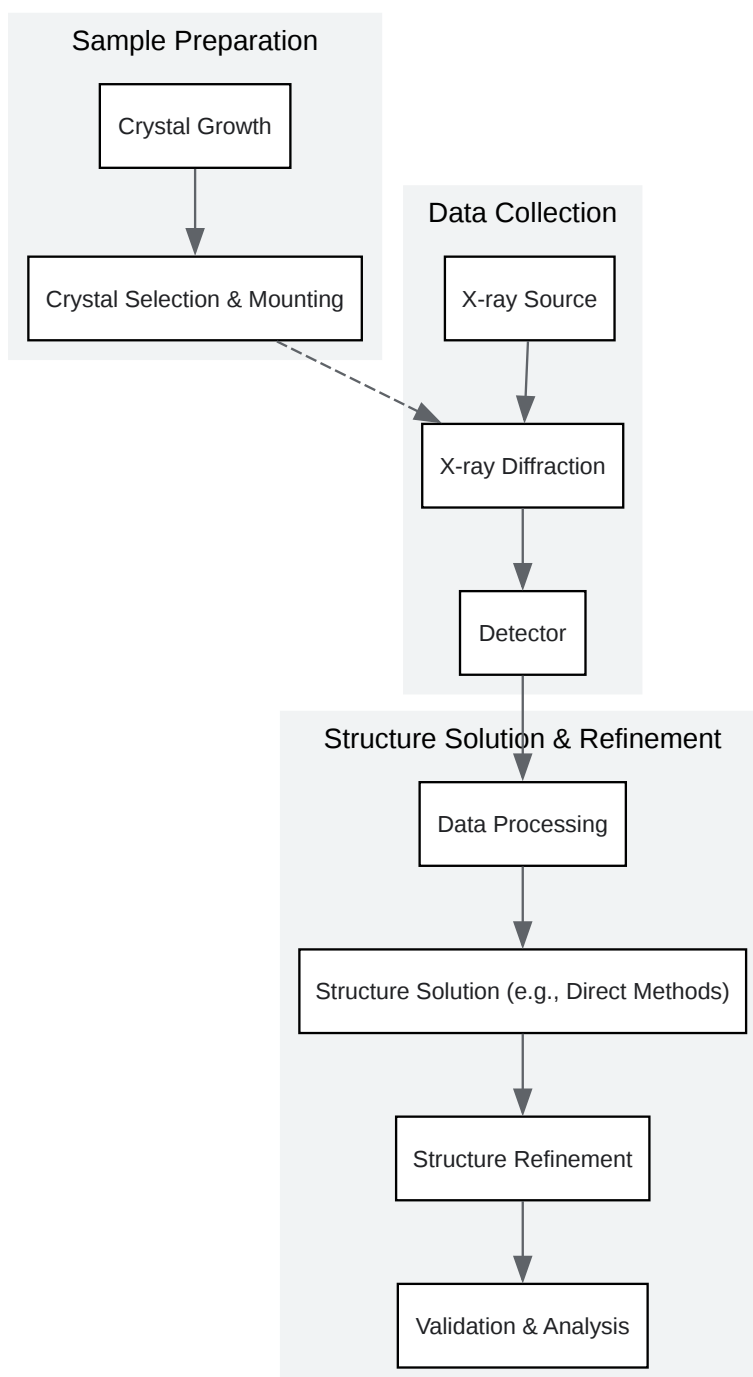 Sample Preparation
Crystal Growth
Crystal Selection & Mounting
Data Collection
X-ray Source
X-ray Diffraction
Detector
Structure Solution & Refinement
Data Processing
Structure Solution (e.g., Direct Methods)
Structure Refinement
Validation & Analysis